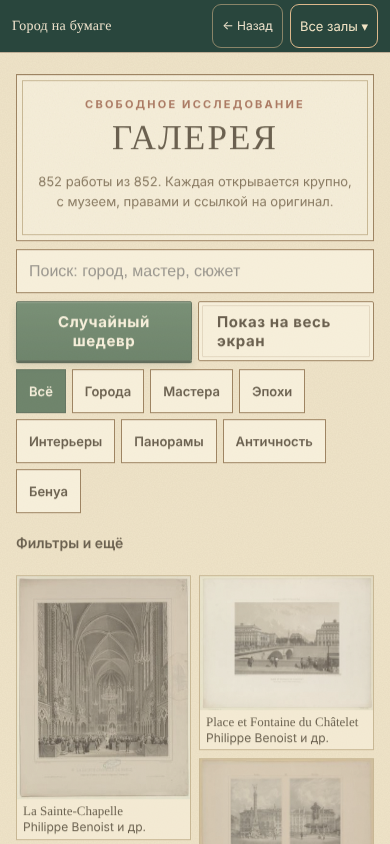 Город на бумаге
← Назад
Все залы ▾
СВОБОДНОЕ ИССЛЕДОВАНИЕ
ГАЛЕРЕЯ
852 работы из 852. Каждая открывается крупно,
с музеем, правами и ссылкой на оригинал.
Поиск: город, мастер, сюжет
Случайный
шедевр
Показ на весь
экран
Всё
Города
Мастера
Эпохи
Интерьеры
Панорамы
Античность
Бенуа
Фильтры и ещё
La Sainte-Chapelle
Philippe Benoist и др.
Place et Fontaine du Châtelet
Philippe Benoist и др.